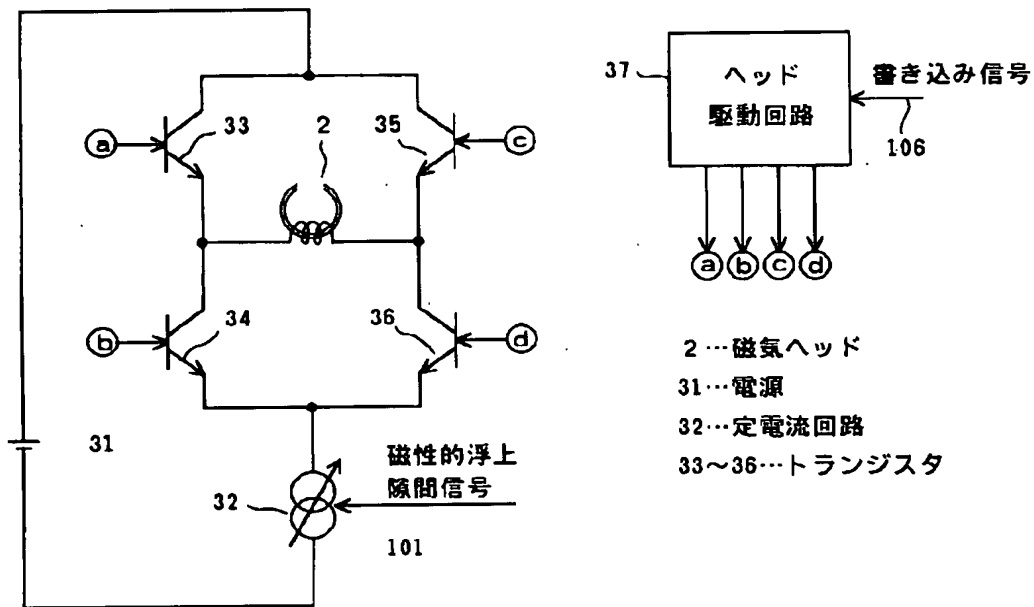 37
ヘッド
駆動回路
書き込み信号
106
ⓐ
33
2
35
ⓒ
ⓐ ⓑ ⓒ ⓓ
ⓑ
34
36
ⓓ
31
磁性的浮上
隙間信号
32
101
2…磁気ヘッド
31…電源
32…定電流回路
33~36…トランジスタ